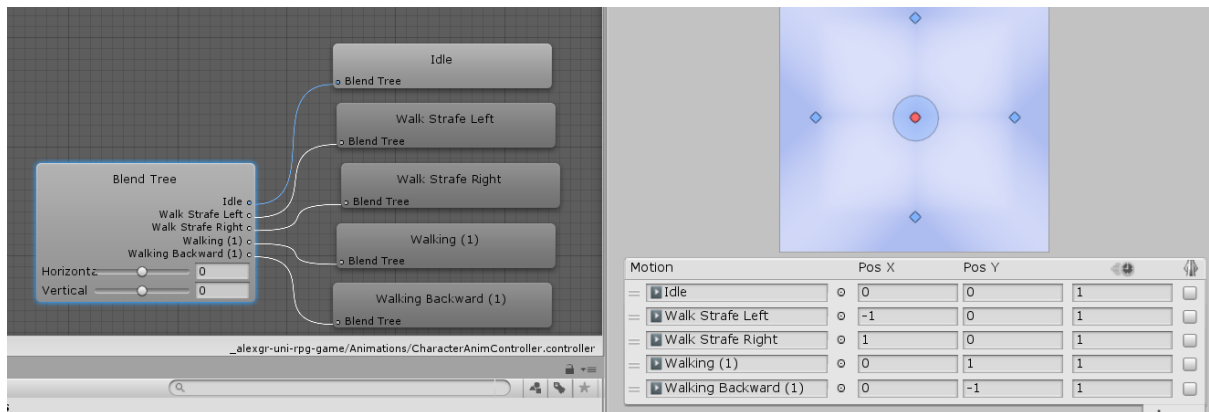 Idle
Blend Tree
Walk Strafe Left
Blend Tree
Walk Strafe Right
Blend Tree
Walking (1)
Blend Tree
Walking Backward (1)
Blend Tree
Blend Tree
Idle
Walk Strafe Left
Walk Strafe Right
Walking (1)
Walking Backward (1)
Horizonta 0
Vertical 0
_alexgr-uni-rpg-game/Animations/CharacterAnimController.controller
Motion Pos X Pos Y
Idle 0 0 1
Walk Strafe Left -1 0 1
Walk Strafe Right 1 0 1
Walking (1) 0 1 1
Walking Backward (1) 0 -1 1